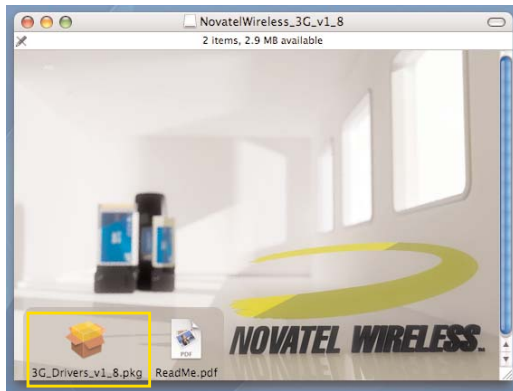 NovatelWireless_3G_v1_8
2 items, 2.9 MB available
NOVATEL WIRELESS.
PDF
3G_Drivers_v1_8.pkg ReadMe.pdf